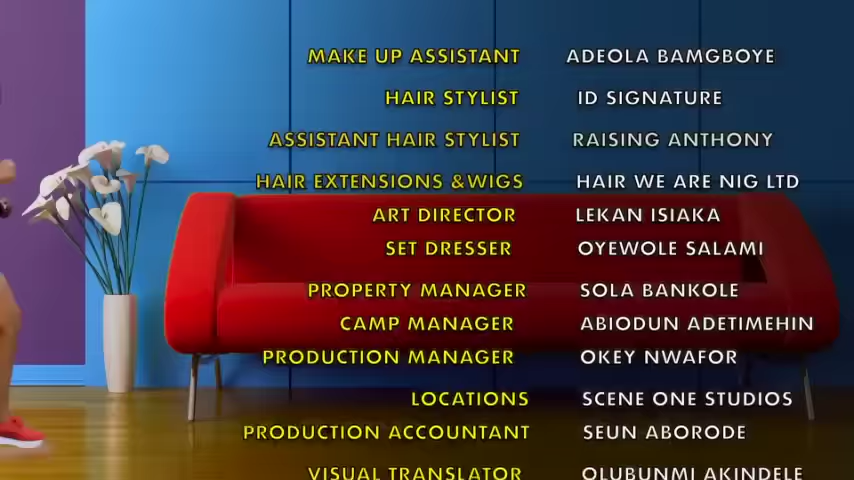 MAKE UP ASSISTANT ADEOLA BAMGBOYE
HAIR STYLIST ID SIGNATURE
ASSISTANT HAIR STYLIST RAISING ANTHONY
HAIR EXTENSIONS &WIGS HAIR WE ARE NIG LTD
ART DIRECTOR LEKAN ISIAKA
SET DRESSER OYEWOLE SALAMI
PROPERTY MANAGER SOLA BANKOLE
CAMP MANAGER ABIODUN ADETIMEHIN
PRODUCTION MANAGER OKEY NWAFOR
LOCATIONS SCENE ONE STUDIOS
PRODUCTION ACCOUNTANT SEUN ABORODE
VISUAL TRANSLATOR OLUBUNMI AKINDELE